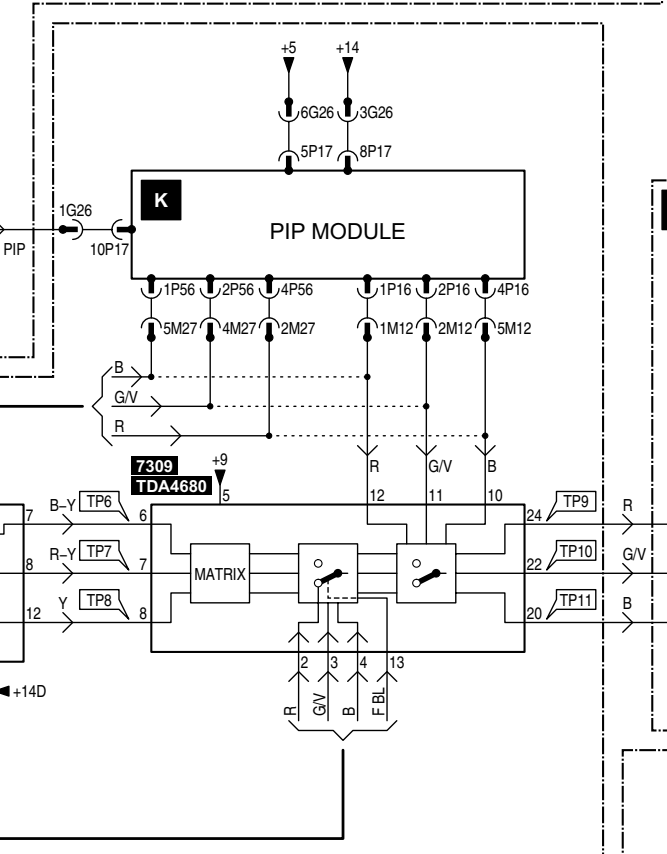 +5 +14
6G26 3G26
5P17 8P17
K
1G26
PIP MODULE
PIP 10P17
1P56 2P56 4P56 1P16 2P16 4P16
5M27 4M27 2M27 1M12 2M12 5M12
B
G/V
R
7309 +9 R G/V B
TDA4680 5 12 11 10
7 B–Y TP6 6 24 TP9 R
8 R–Y TP7 7 MATRIX 22 TP10 G/V
12 Y TP8 8 20 TP11 B
2 3 4 13
+14D
R G/V B F BL